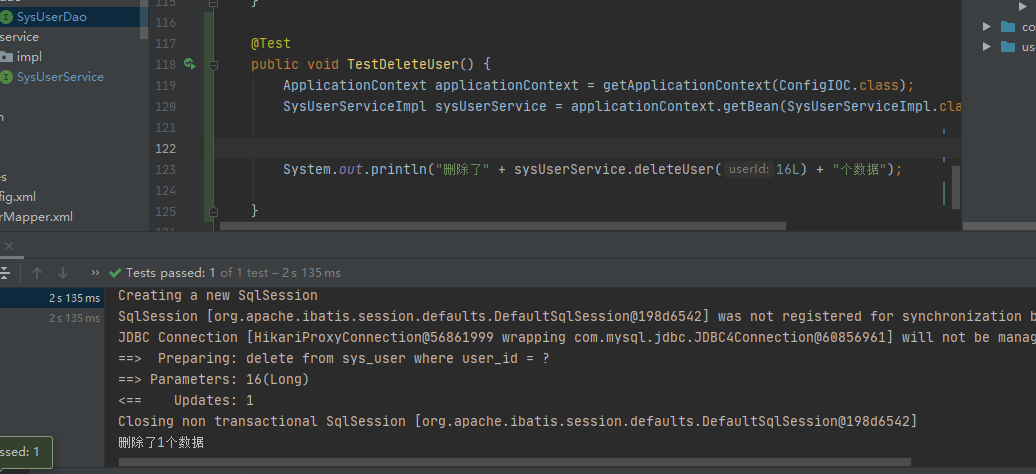 SysUserDao
service
impl
SysUserService
fig.xml
rMapper.xml
115 }
116
117 @Test
118 public void TestDeleteUser() {
119 ApplicationContext applicationContext = getApplicationContext(ConfigIOC.class);
120 SysUserServiceImpl sysUserService = applicationContext.getBean(SysUserServiceImpl.cla
121
122
123 System.out.println("删除了" + sysUserService.deleteUser( userId: 16L) + "个数据");
124
125 }
co
us
Tests passed: 1 of 1 test – 2 s 135 ms
2 s 135 ms
2 s 135 ms
Creating a new SqlSession
SqlSession [org.apache.ibatis.session.defaults.DefaultSqlSession@198d6542] was not registered for synchronization b
JDBC Connection [HikariProxyConnection@56861999 wrapping com.mysql.jdbc.JDBC4Connection@60856961] will not be manag
==>  Preparing: delete from sys_user where user_id = ?
==> Parameters: 16(Long)
<==    Updates: 1
Closing non transactional SqlSession [org.apache.ibatis.session.defaults.DefaultSqlSession@198d6542]
删除了1个数据
ssed: 1